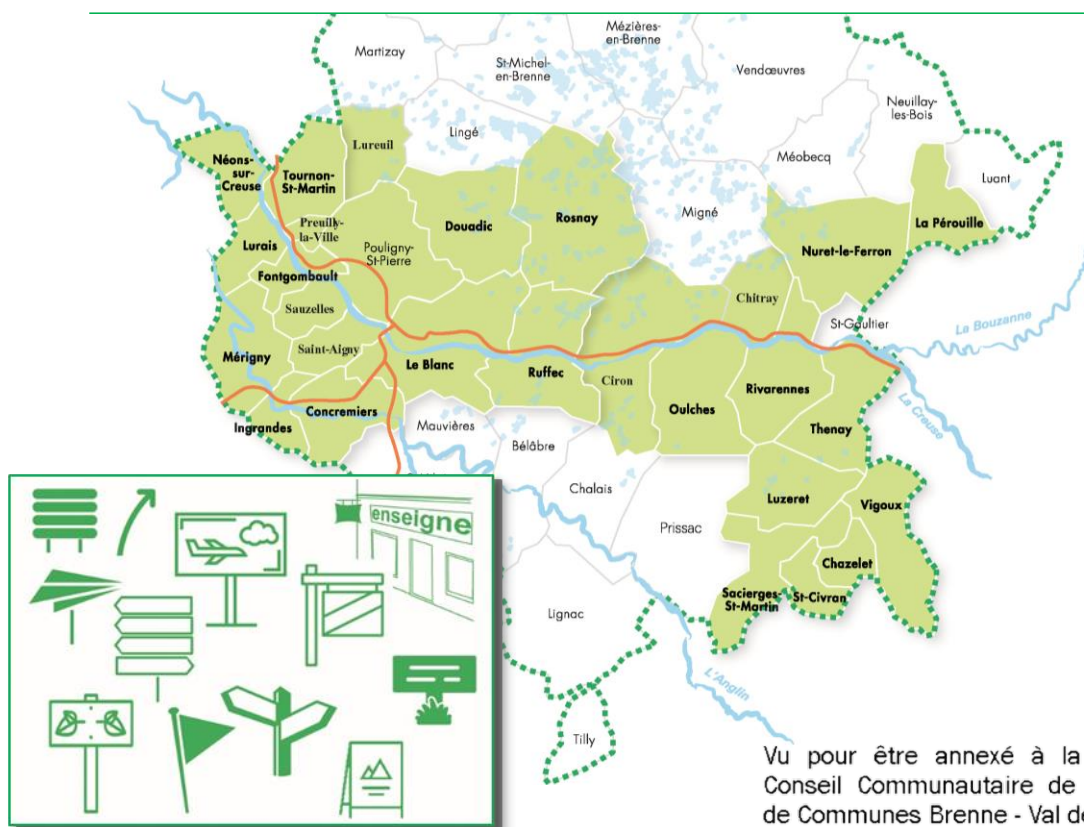 Mézières-
en-Brenne
Martizay
St-Michel-
en-Brenne
Vendœuvres
Neuillay-
les-Bois
Lingé
Lureuil
Méobecq
Luant
Néons-
sur-
Creuse
Tournon-
St-Martin
Migné
Rosnay
Douadic
La Pérouille
Preuilly-
la-Ville
Lurais
Pouligny-
St-Pierre
Nuret-le-Ferron
Fontgombault
Chitray
Sauzelles
St-Gaultier
La Bouzanne
Saint-Aigny
Mérigny
Le Blanc
Ruffec
Ciron
Rivarennes
Oulches
La Creuse
Concremiers
Ingrandes
Mauvières
Thenay
Bélâbre
Chalais
Luzeret
Vigoux
enseigne
Prissac
Chazelet
Sacierges-
St-Martin
St-Civran
Lignac
L'Anglin
Tilly
Vu pour être annexé à la
Conseil Communautaire de
de Communes Brenne - Val de